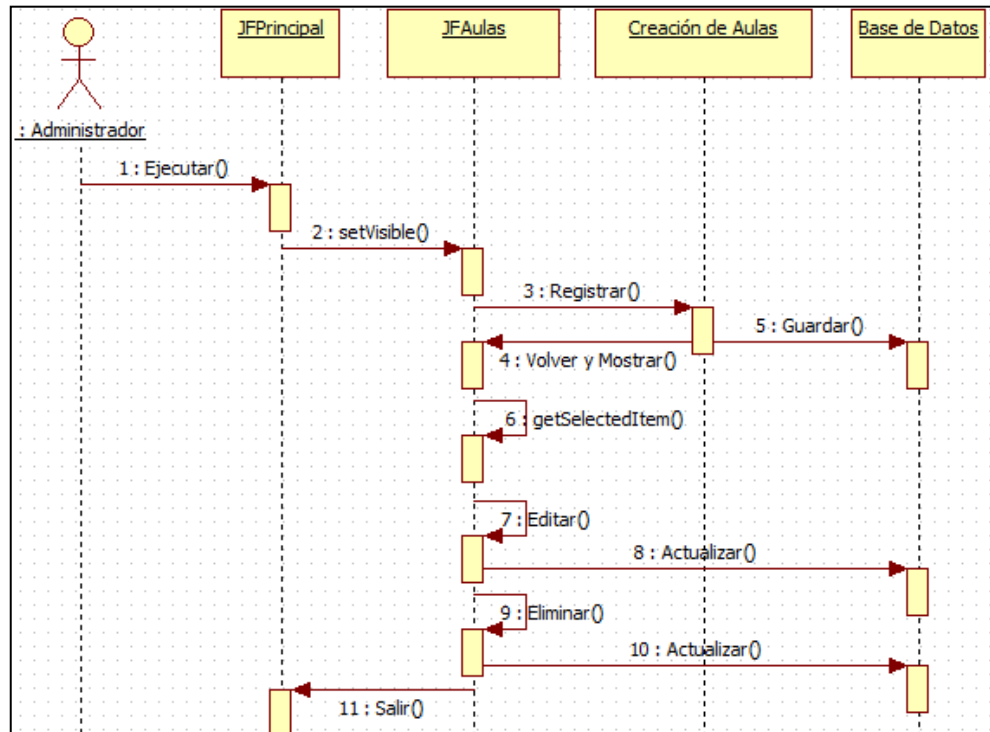 JFPrincipal
JFAulas
Creación de Aulas
Base de Datos
: Administrador
1 : Ejecutar()
2 : setVisible()
3 : Registrar()
5 : Guardar()
4 : Volver y Mostrar()
6 : getSelectedItem()
7 : Editar()
8 : Actualizar()
9 : Eliminar()
10 : Actualizar()
11 : Salir()